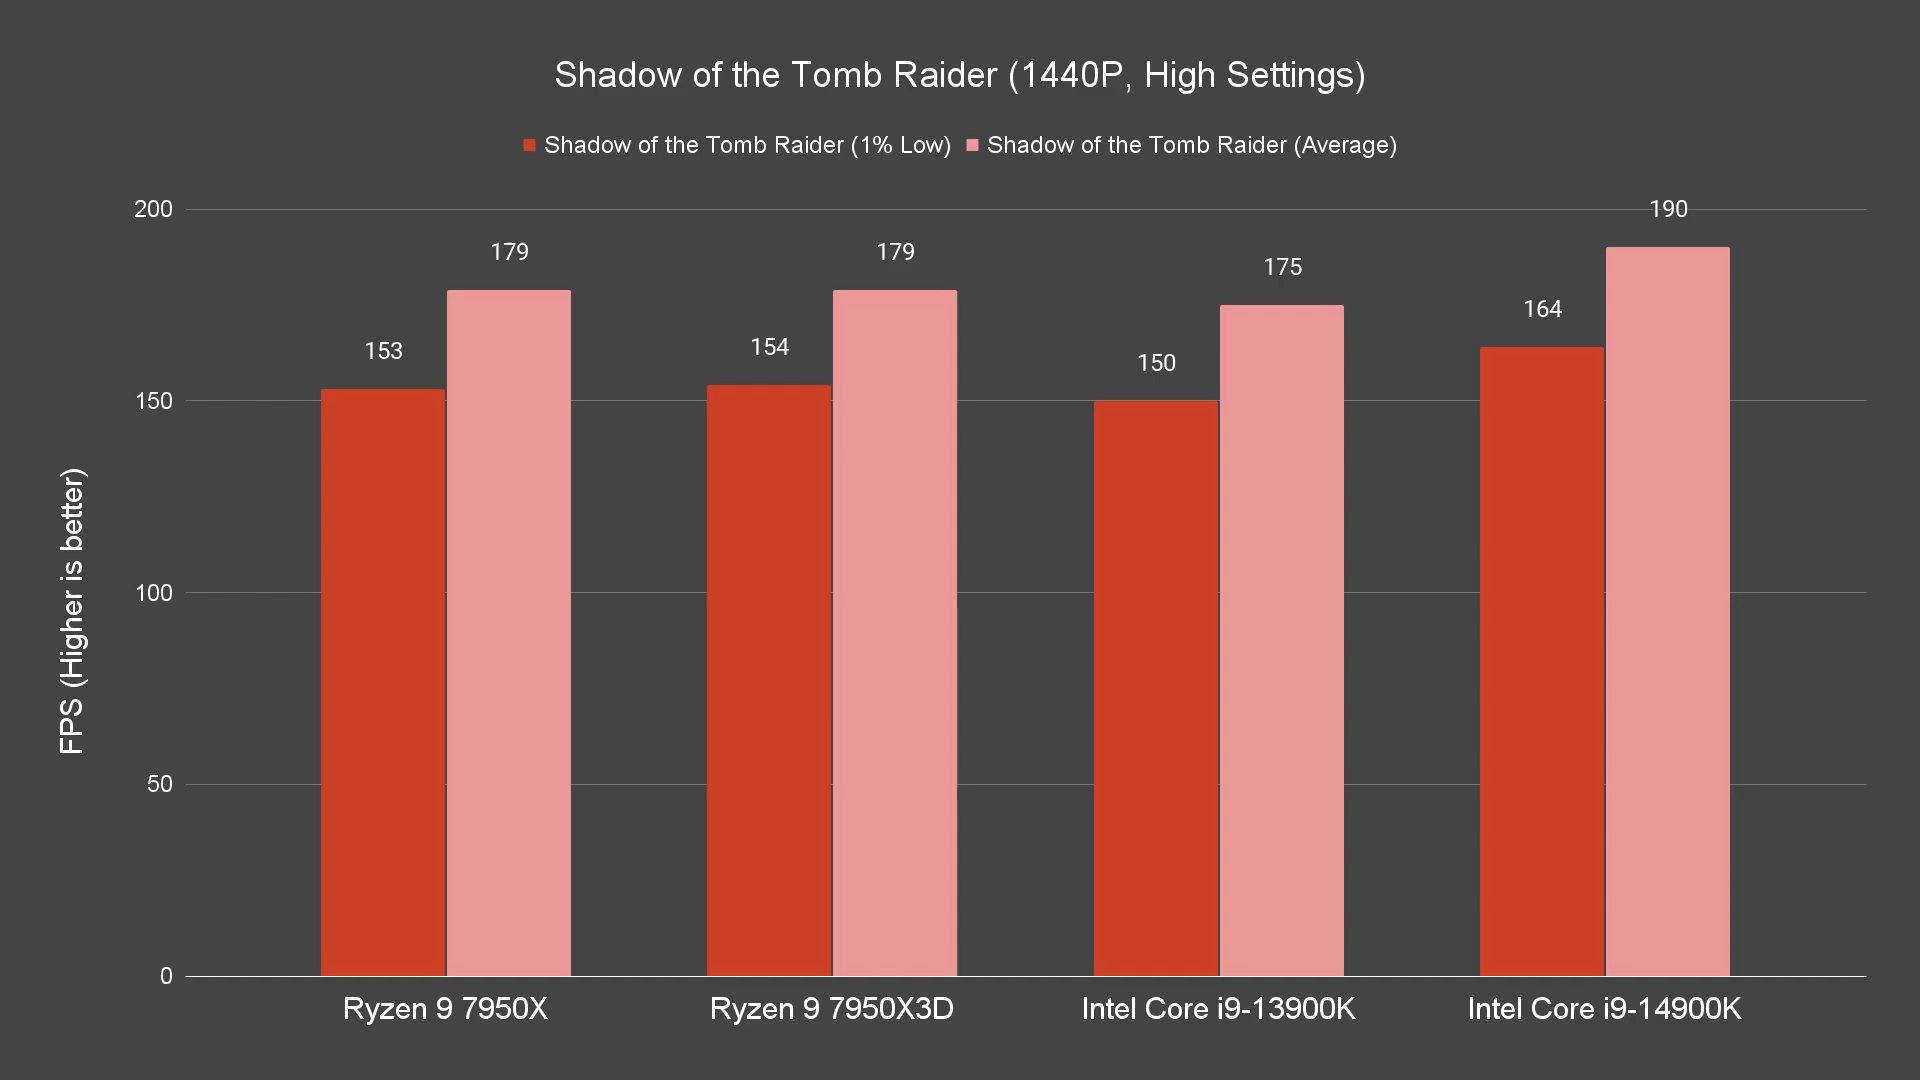 Shadow of the Tomb Raider (1440P, High Settings)
Shadow of the Tomb Raider (1% Low) Shadow of the Tomb Raider (Average)
FPS (Higher is better)
200
150
100
50
0
153
179
154
179
150
175
164
190
Ryzen 9 7950X
Ryzen 9 7950X3D
Intel Core i9-13900K
Intel Core i9-14900K